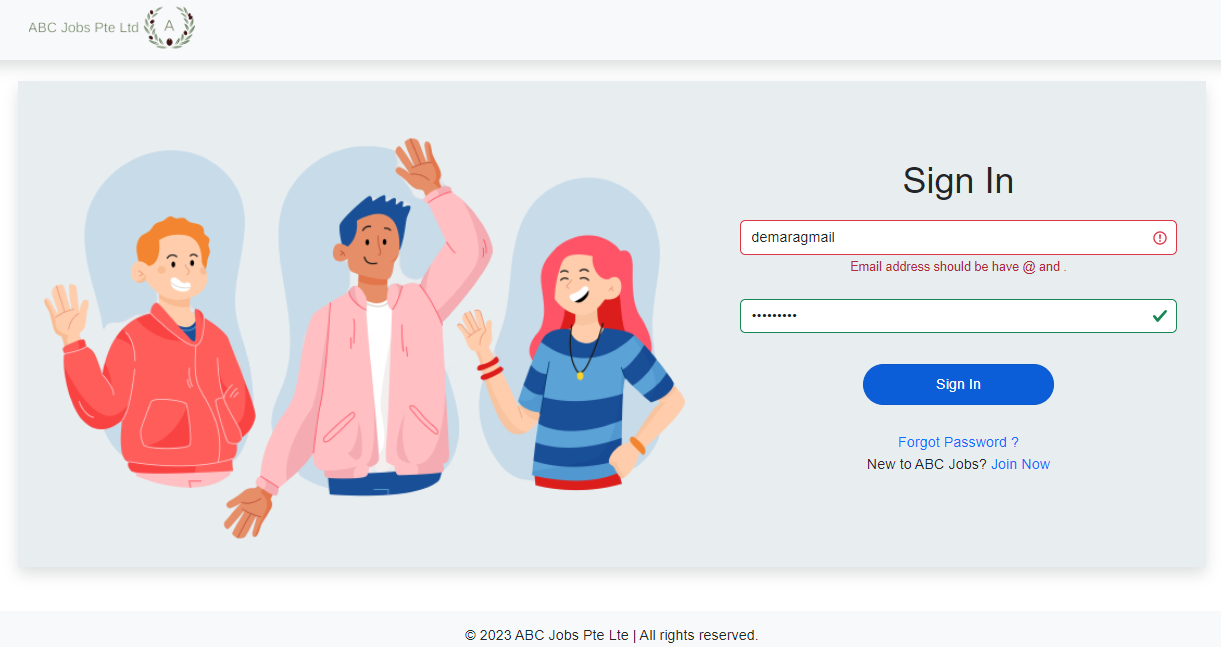 ABC Jobs Pte Ltd
A
Sign In
demaragmail
Email address should be have @ and .
•••••••••
Sign In
Forgot Password ?
New to ABC Jobs? Join Now
© 2023 ABC Jobs Pte Lte | All rights reserved.